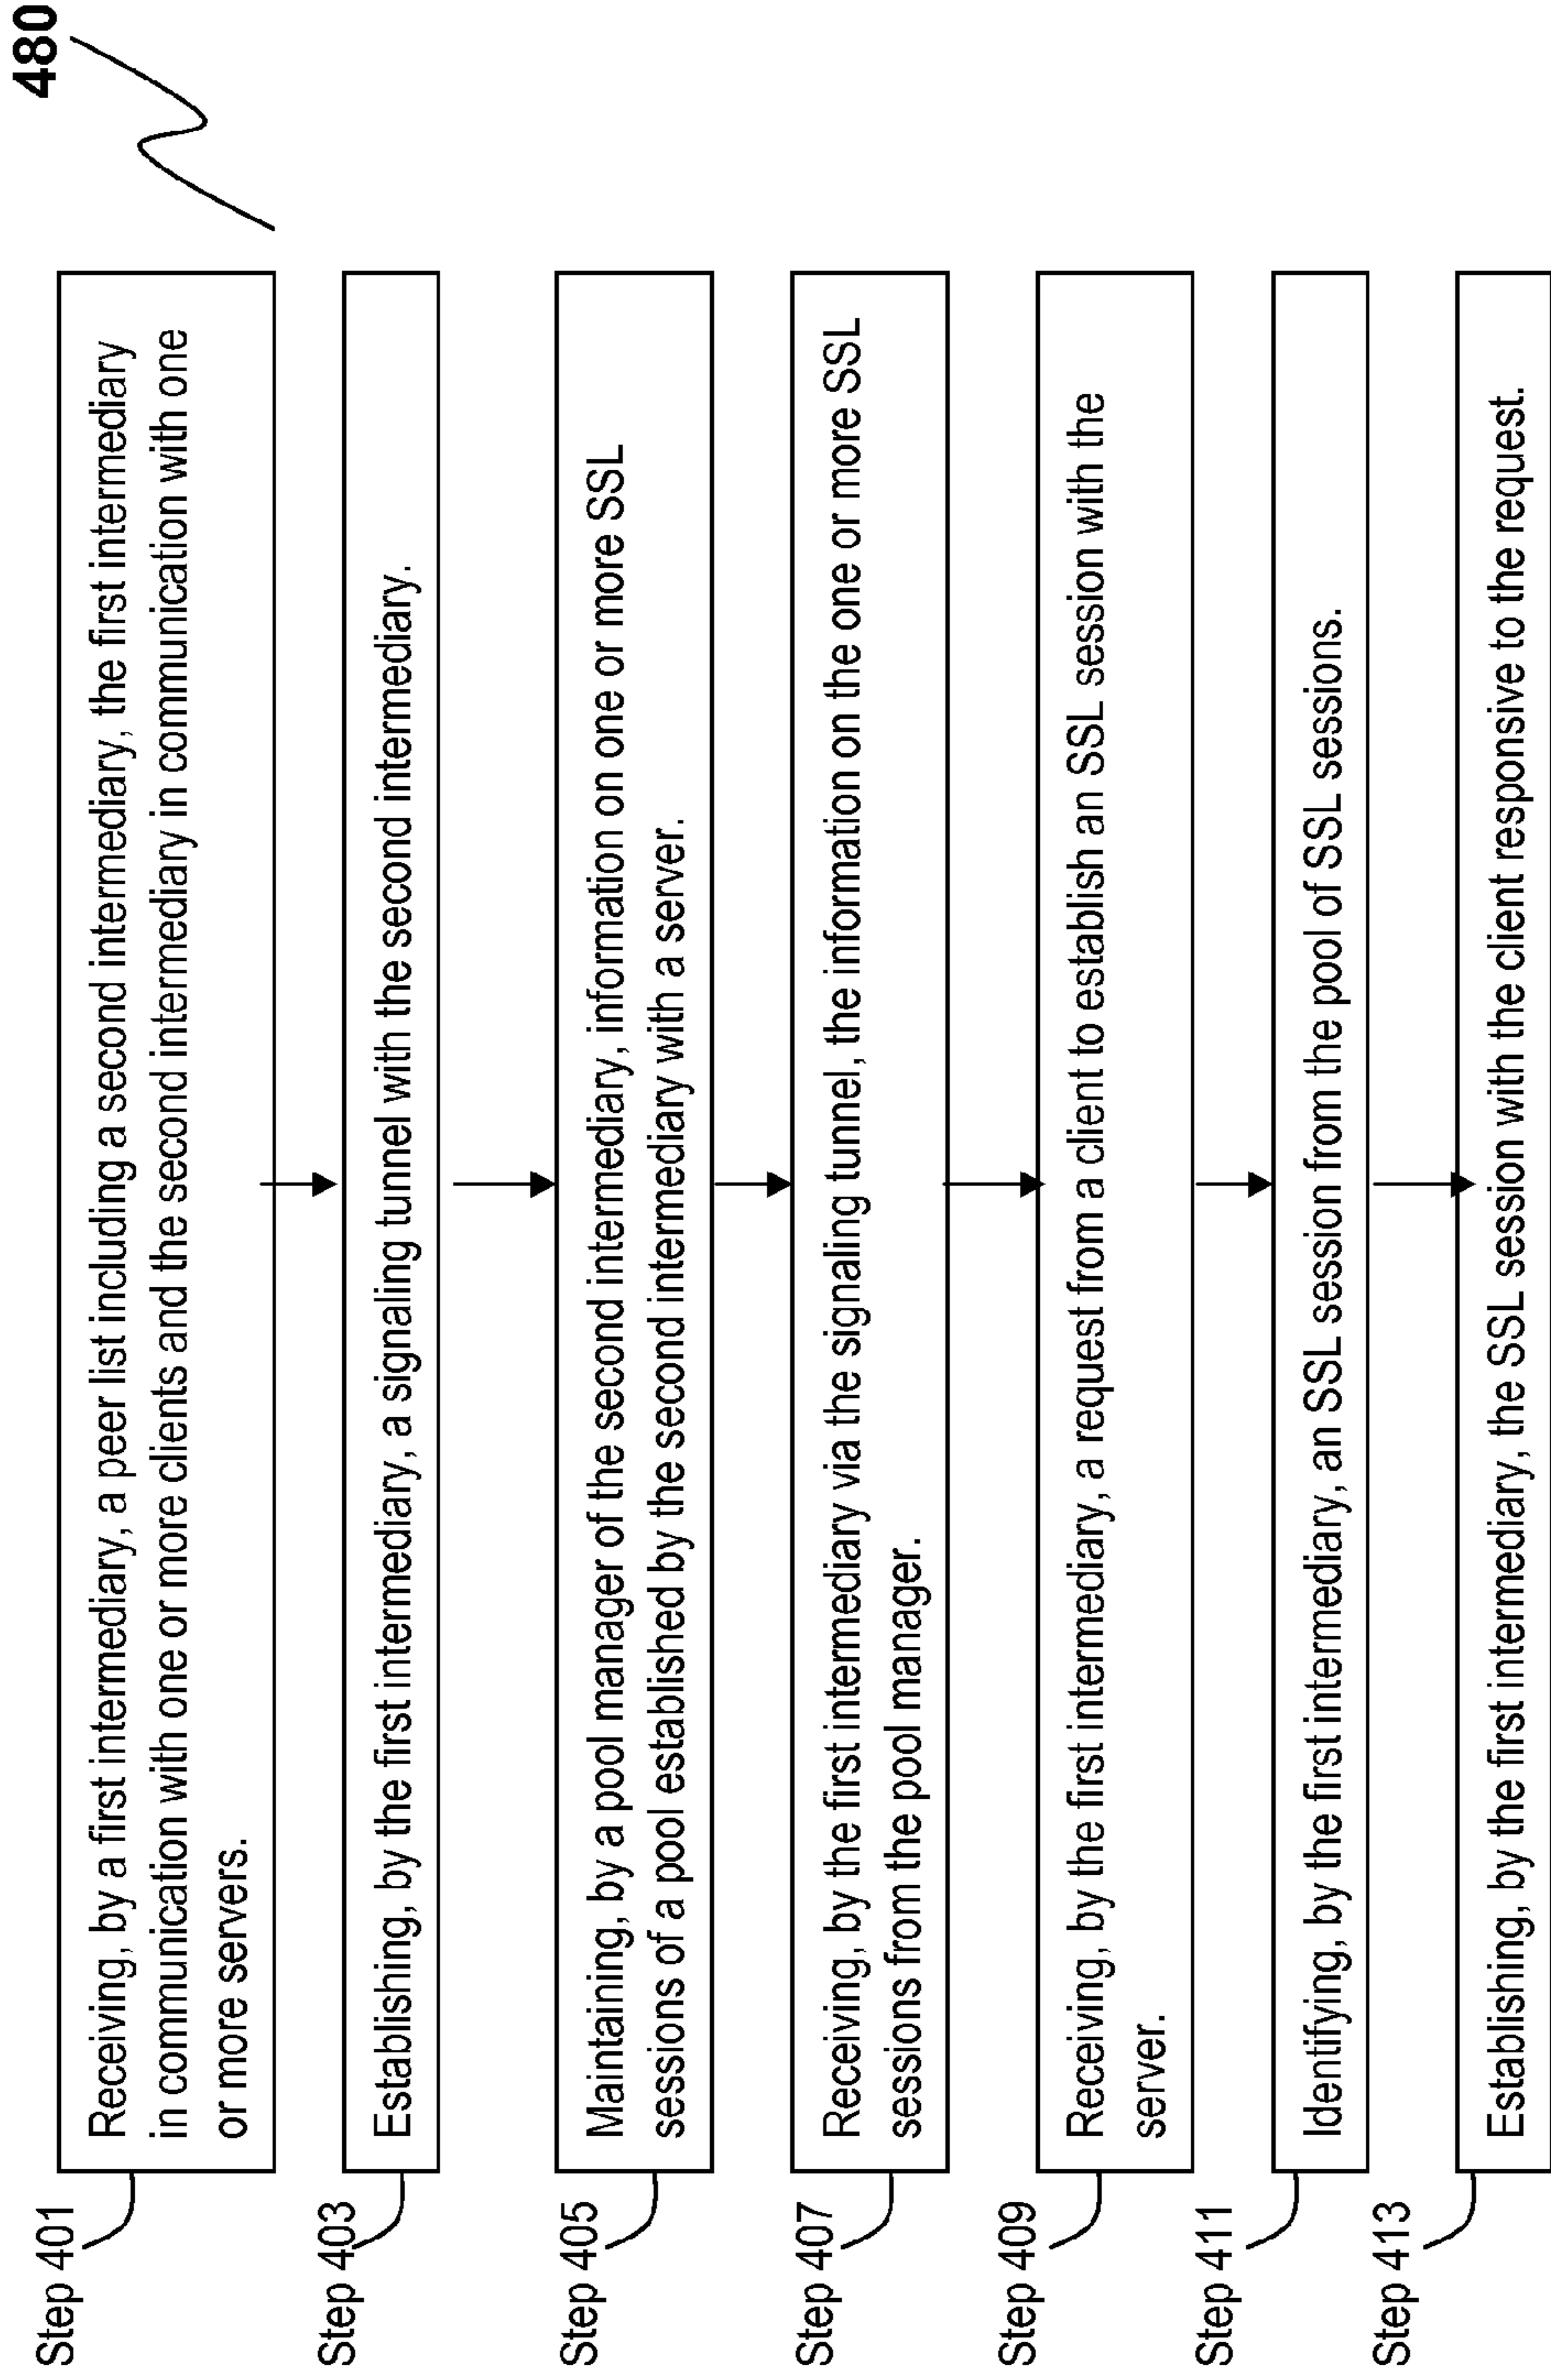 480
Step 401
Receiving, by a first intermediary, a peer list including a second intermediary, the first intermediary
in communication with one or more clients and the second intermediary in communication with one
or more servers.
Step 403
Establishing, by the first intermediary, a signaling tunnel with the second intermediary.
Step 405
Maintaining, by a pool manager of the second intermediary, information on one or more SSL
sessions of a pool established by the second intermediary with a server.
Step 407
Receiving, by the first intermediary via the signaling tunnel, the information on the one or more SSL
sessions from the pool manager.
Step 409
Receiving, by the first intermediary, a request from a client to establish an SSL session with the
server.
Step 411
Identifying, by the first intermediary, an SSL session from the pool of SSL sessions.
Step 413
Establishing, by the first intermediary, the SSL session with the client responsive to the request.